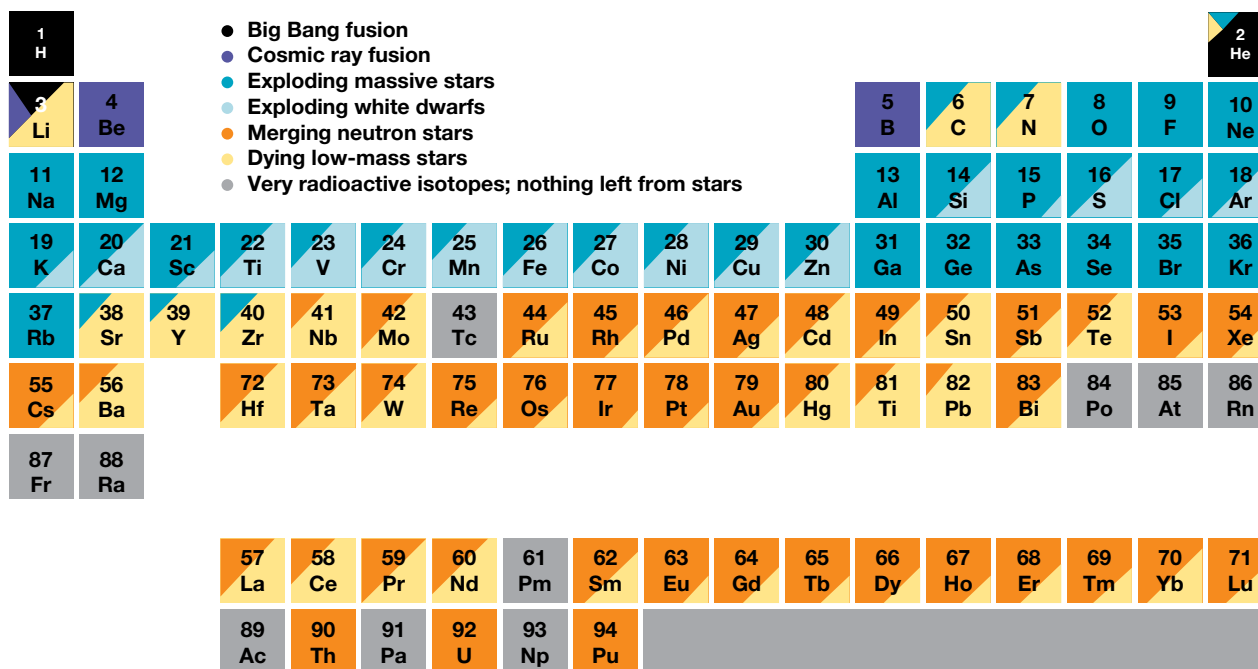 1 2
H He
Big Bang fusion
Cosmic ray fusion
Exploding massive stars
Exploding white dwarfs
Merging neutron stars
Dying low-mass stars
Very radioactive isotopes; nothing left from stars
3 4 5 6 7 8 9 10
Li Be B C N O F Ne
11 12 13 14 15 16 17 18
Na Mg Al Si P S Cl Ar
19 20 21 22 23 24 25 26 27 28 29 30 31 32 33 34 35 36
K Ca Sc Ti V Cr Mn Fe Co Ni Cu Zn Ga Ge As Se Br Kr
37 38 39 40 41 42 43 44 45 46 47 48 49 50 51 52 53 54
Rb Sr Y Zr Nb Mo Tc Ru Rh Pd Ag Cd In Sn Sb Te I Xe
55 56 72 73 74 75 76 77 78 79 80 81 82 83 84 85 86
Cs Ba Hf Ta W Re Os Ir Pt Au Hg Ti Pb Bi Po At Rn
87 88
Fr Ra
57 58 59 60 61 62 63 64 65 66 67 68 69 70 71
La Ce Pr Nd Pm Sm Eu Gd Tb Dy Ho Er Tm Yb Lu
89 90 91 92 93 94
Ac Th Pa U Np Pu